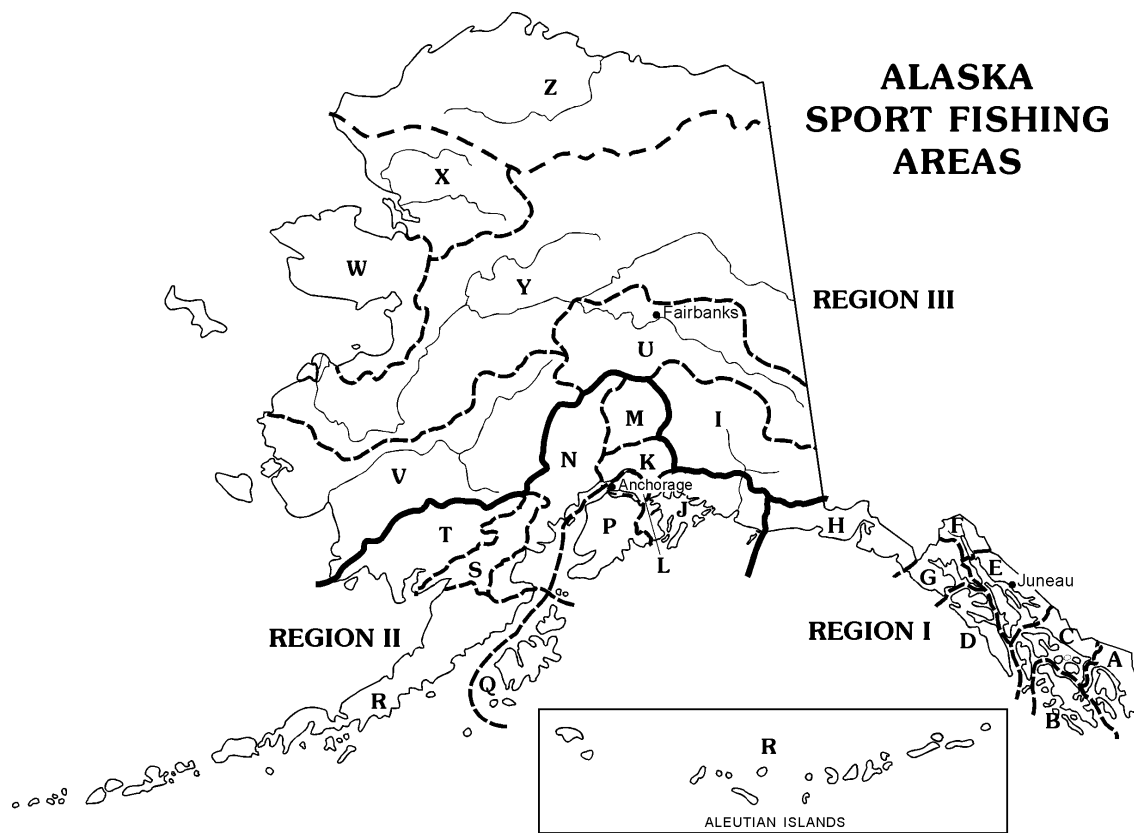 ALASKA
SPORT FISHING
AREAS
Z
X
W
Y
REGION III
Fairbanks
U
M
I
N
K
V
Anchorage
J
P
T
H
L
S
F
E
G
Juneau
REGION II
REGION I
D
C
A
Q
R
B
R
ALEUTIAN ISLANDS